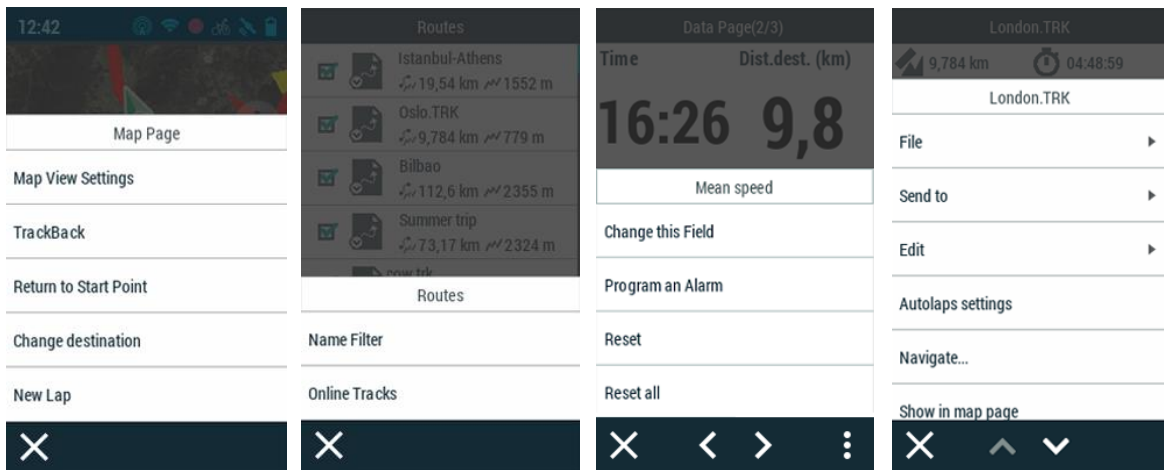 12:42
Map Page
Map View Settings
TrackBack
Return to Start Point
Change destination
New Lap
Routes
Istanbul-Athens
19,54 km 1552 m
Oslo.TRK
9,784 km 779 m
Bilbao
112,6 km 2355 m
Summer trip
73,17 km 2324 m
cow.trk
Routes
Name Filter
Online Tracks
Data Page(2/3)
Time Dist.dest. (km)
16:26 9,8
Mean speed
Change this Field
Program an Alarm
Reset
Reset all
London.TRK
9,784 km 04:48:59
London.TRK
File
Send to
Edit
Autolaps settings
Navigate...
Show in map page